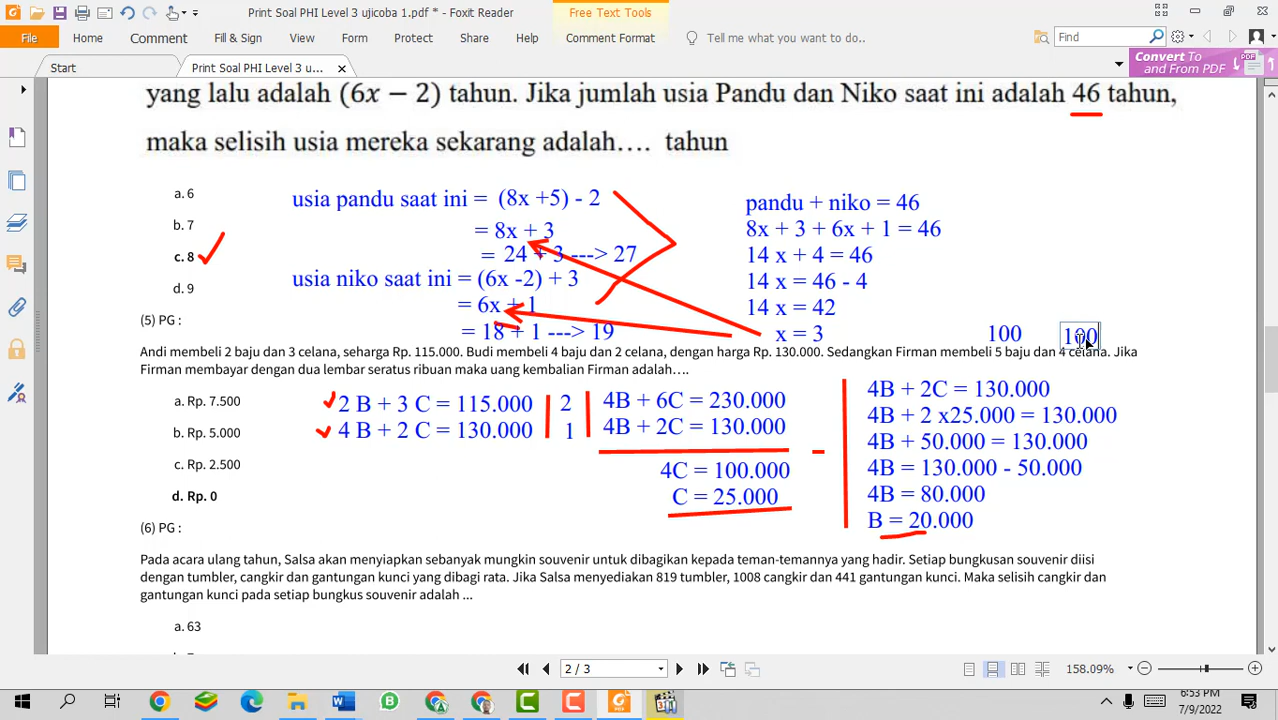 Print Soal PHI Level 3 ujicoba 1.pdf * - Foxit Reader
Free Text Tools
File Home Comment Fill & Sign View Form Protect Share Help Comment Format Tell me what you want to do.. Find
Start Print Soal PHI Level 3 u...
Convert To
and From PDF
yang lalu adalah (6x − 2) tahun. Jika jumlah usia Pandu dan Niko saat ini adalah 46 tahun,
maka selisih usia mereka sekarang adalah…. tahun
a. 6
b. 7
c. 8
d. 9
usia pandu saat ini = (8x +5) - 2
= 8x + 3
= 24 + 3 ---> 27
usia niko saat ini = (6x -2) + 3
= 6x + 1
= 18 + 1 ---> 19
pandu + niko = 46
8x + 3 + 6x + 1 = 46
14 x + 4 = 46
14 x = 46 - 4
14 x = 42
x = 3
100 100
(5) PG :
Andi membeli 2 baju dan 3 celana, seharga Rp. 115.000. Budi membeli 4 baju dan 2 celana, dengan harga Rp. 130.000. Sedangkan Firman membeli 5 baju dan 4 celana. Jika
Firman membayar dengan dua lembar seratus ribuan maka uang kembalian Firman adalah….
a. Rp. 7.500
b. Rp. 5.000
c. Rp. 2.500
d. Rp. 0
2 B + 3 C = 115.000 | 2 |
4 B + 2 C = 130.000 | 1 |
4B + 6C = 230.000
4B + 2C = 130.000
4C = 100.000
C = 25.000
4B + 2C = 130.000
4B + 2 x25.000 = 130.000
4B + 50.000 = 130.000
4B = 130.000 - 50.000
4B = 80.000
B = 20.000
(6) PG :
Pada acara ulang tahun, Salsa akan menyiapkan sebanyak mungkin souvenir untuk dibagikan kepada teman-temannya yang hadir. Setiap bungkusan souvenir diisi
dengan tumbler, cangkir dan gantungan kunci yang dibagi rata. Jika Salsa menyediakan 819 tumbler, 1008 cangkir dan 441 gantungan kunci. Maka selisih cangkir dan
gantungan kunci pada setiap bungkus souvenir adalah ...
a. 63
2 / 3
158.09%
6:53 PM
7/9/2022